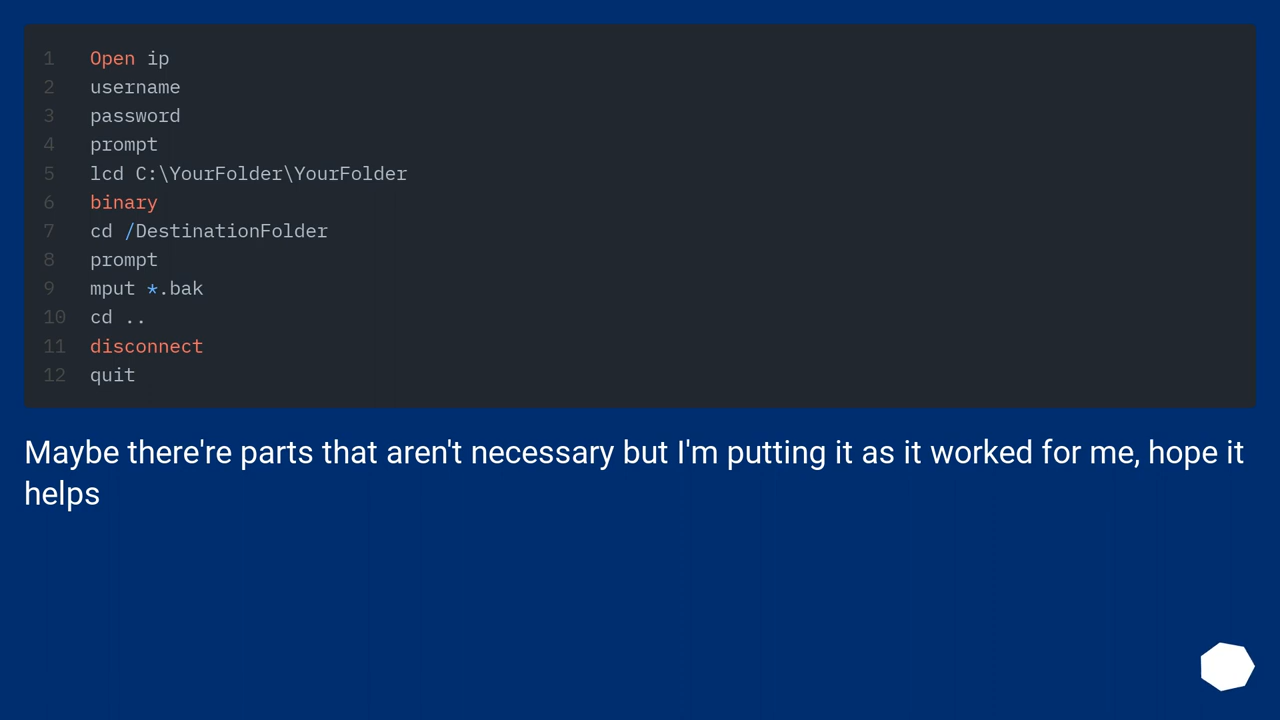 1 Open ip
2 username
3 password
4 prompt
5 lcd C:\YourFolder\YourFolder
6 binary
7 cd /DestinationFolder
8 prompt
9 mput *.bak
10 cd ..
11 disconnect
12 quit
Maybe there're parts that aren't necessary but I'm putting it as it worked for me, hope it
helps